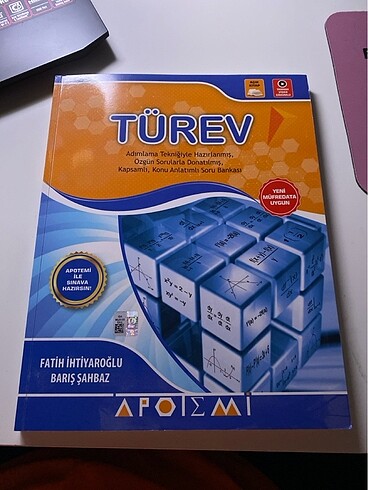 TÜREV
Adımlama Tekniğiyle Hazırlanmış,
Özgün Sorularla Donatılmış,
Kapsamlı, Konu Anlatımlı Soru Bankası
YENİ
MÜFREDATA
UYGUN
APOTEMİ
İLE
SINAVA
HAZIRSIN!
FATİH İHTİYAROĞLU
BARIŞ ŞAHBAZ
APOTEMİ